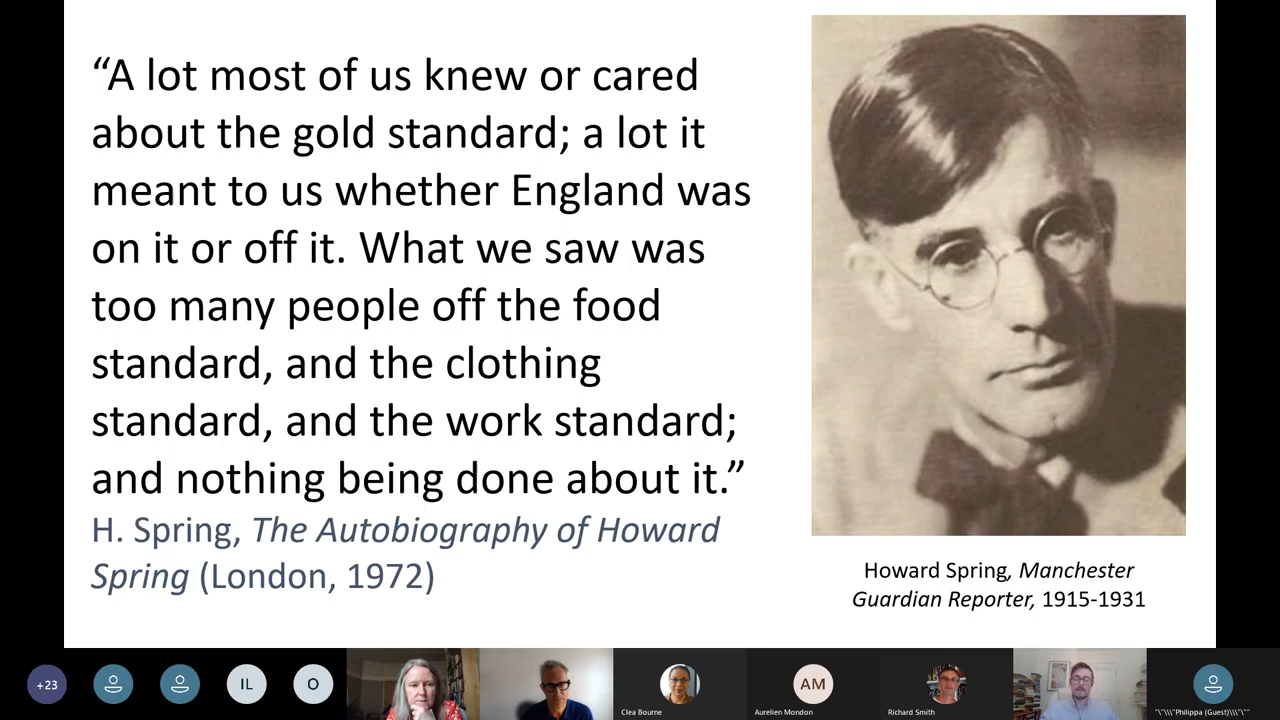 “A lot most of us knew or cared
about the gold standard; a lot it
meant to us whether England was
on it or off it. What we saw was
too many people off the food
standard, and the clothing
standard, and the work standard;
and nothing being done about it.”
H. Spring, The Autobiography of Howard
Spring (London, 1972)
Howard Spring, Manchester
Guardian Reporter, 1915-1931
+23
IL
O
Clea Bourne
AM
Aurelien Mondon
Richard Smith
"\"\\\"Philippa (Guest)\\\"\""